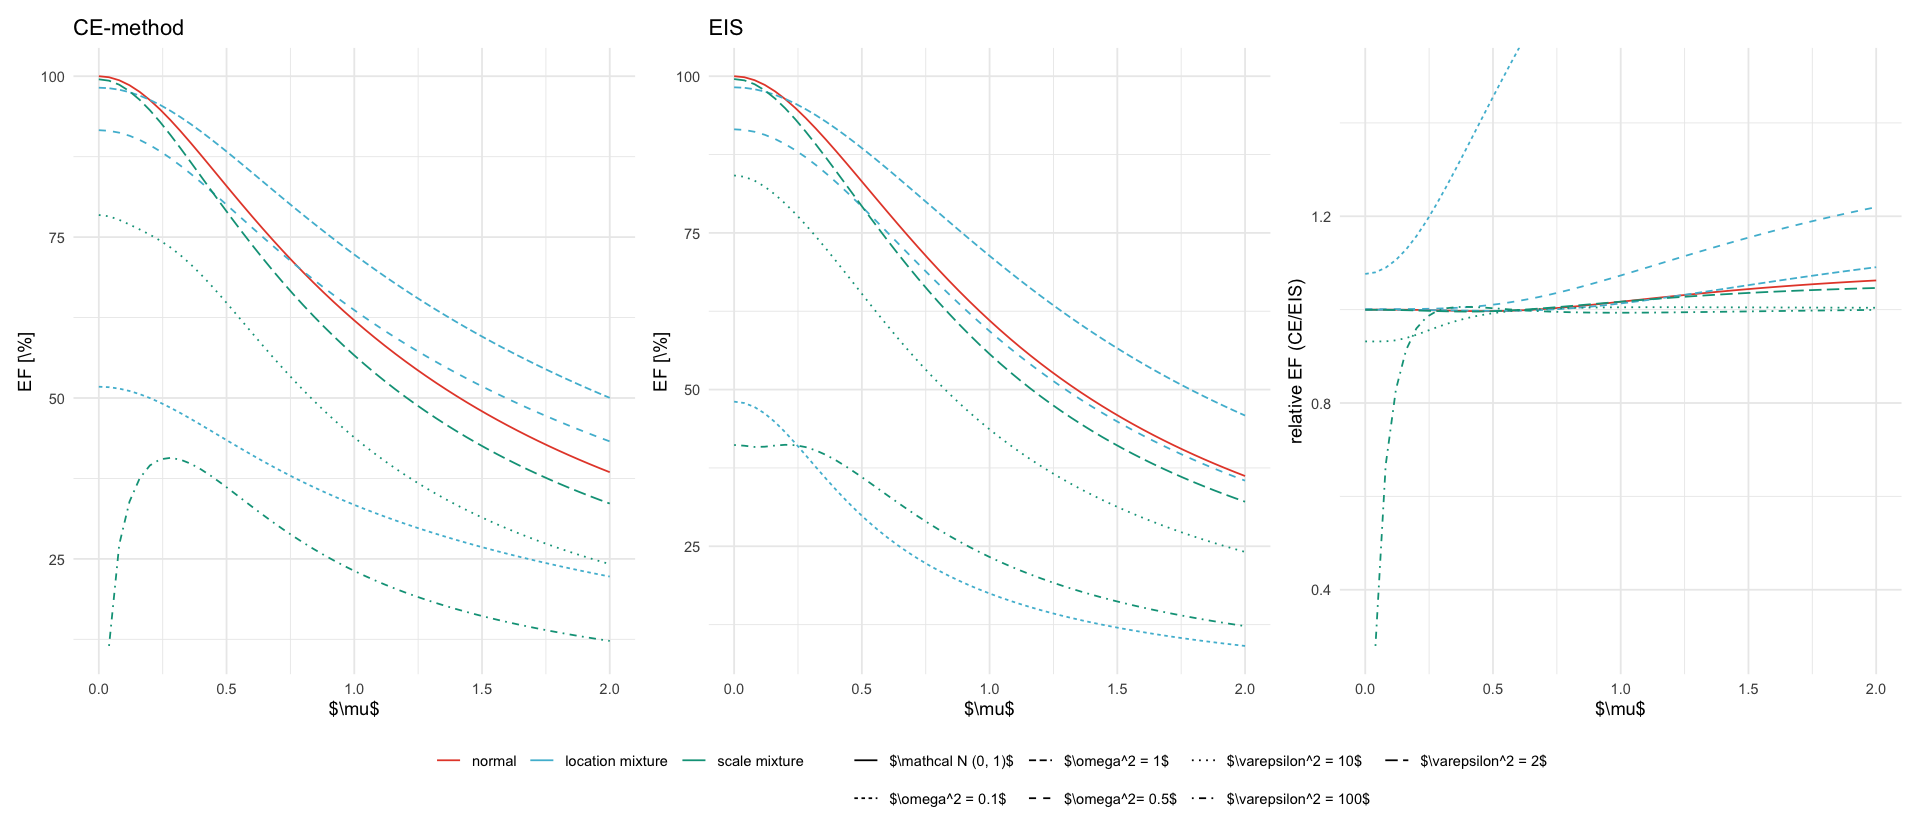 CE-method
EF [\%]
100
75
50
25
0.0 0.5 1.0 1.5 2.0
$\mu$
EIS
EF [\%]
100
75
50
25
0.0 0.5 1.0 1.5 2.0
$\mu$
relative EF (CE/EIS)
1.2
0.8
0.4
0.0 0.5 1.0 1.5 2.0
$\mu$
normal location mixture scale mixture
$\mathcal N (0, 1)$ $\omega^2 = 1$ $\varepsilon^2 = 10$ $\varepsilon^2 = 2$
$\omega^2 = 0.1$ $\omega^2= 0.5$ $\varepsilon^2 = 100$